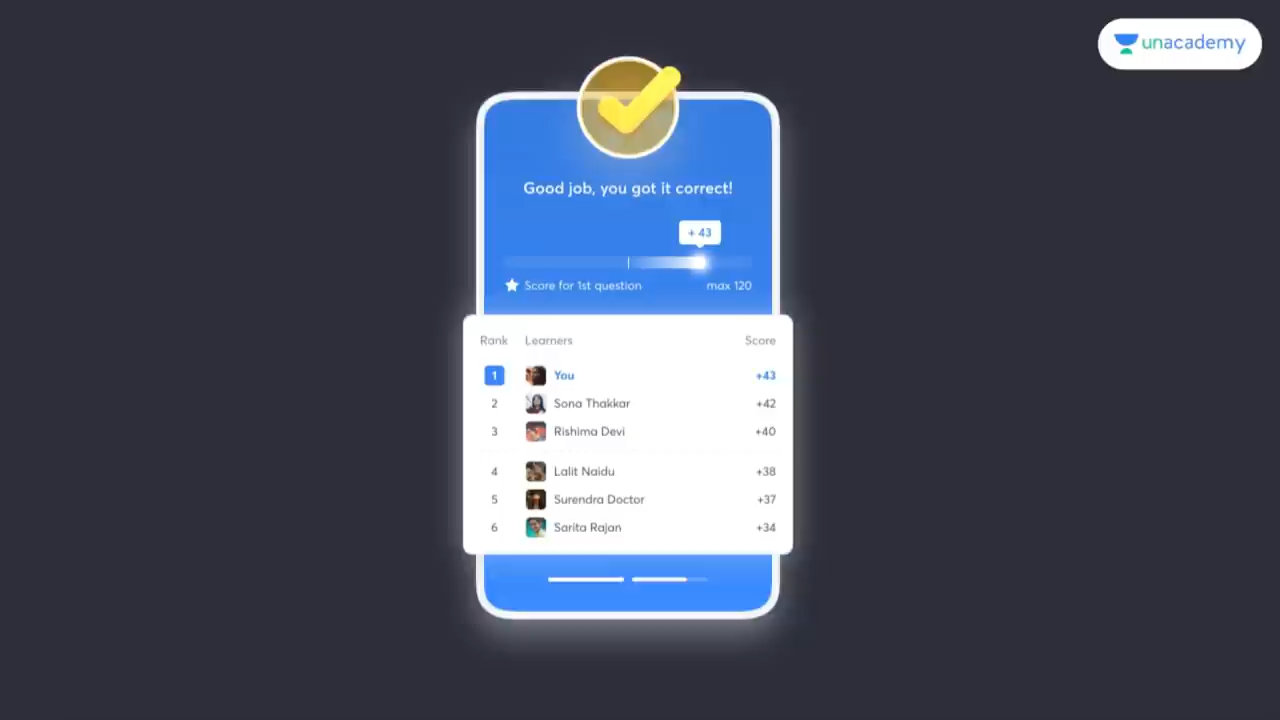 unacademy
Good job, you got it correct!
+ 43
Score for 1st question max 120
Rank Learners Score
1 You +43
2 Sona Thakkar +42
3 Rishima Devi +40
4 Lalit Naidu +38
5 Surendra Doctor +37
6 Sarita Rajan +34